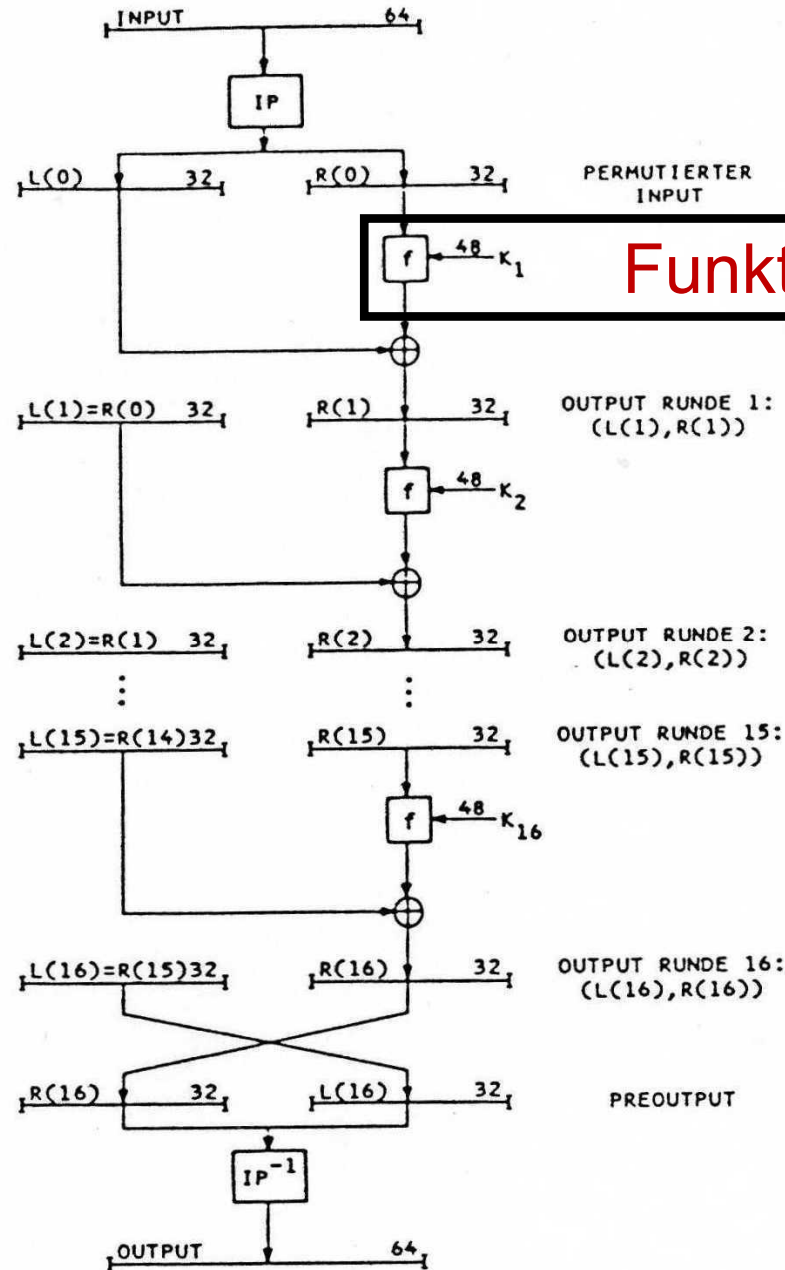 INPUT 64
IP
L(0) 32 R(0) 32 PERMUTIERTER
INPUT
f 48 K1
Funkt
L(1)=R(0) 32 R(1) 32 OUTPUT RUNDE 1:
(L(1),R(1))
f 48 K2
L(2)=R(1) 32 R(2) 32 OUTPUT RUNDE 2:
(L(2),R(2))
L(15)=R(14)32 R(15) 32 OUTPUT RUNDE 15:
(L(15),R(15))
f 48 K16
L(16)=R(15)32 R(16) 32 OUTPUT RUNDE 16:
(L(16),R(16))
R(16) 32 L(16) 32 PREOUTPUT
IP-1
OUTPUT 64